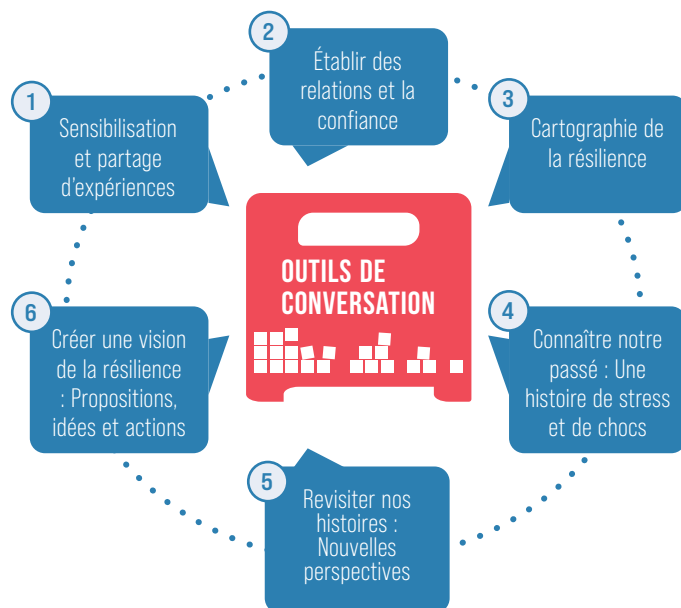 1
Sensibilisation
et partage
d'expériences
2
Établir des
relations et la
confiance
3
Cartographie de
la résilience
OUTILS DE
CONVERSATION
4
Connaître notre
passé : Une
histoire de stress
et de chocs
5
Revisiter nos
histoires :
Nouvelles
perspectives
6
Créer une vision
de la résilience
: Propositions,
idées et actions